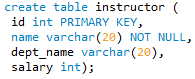 create table instructor (
id int PRIMARY KEY,
name varchar(20) NOT NULL,
dept_name varchar(20),
salary int);